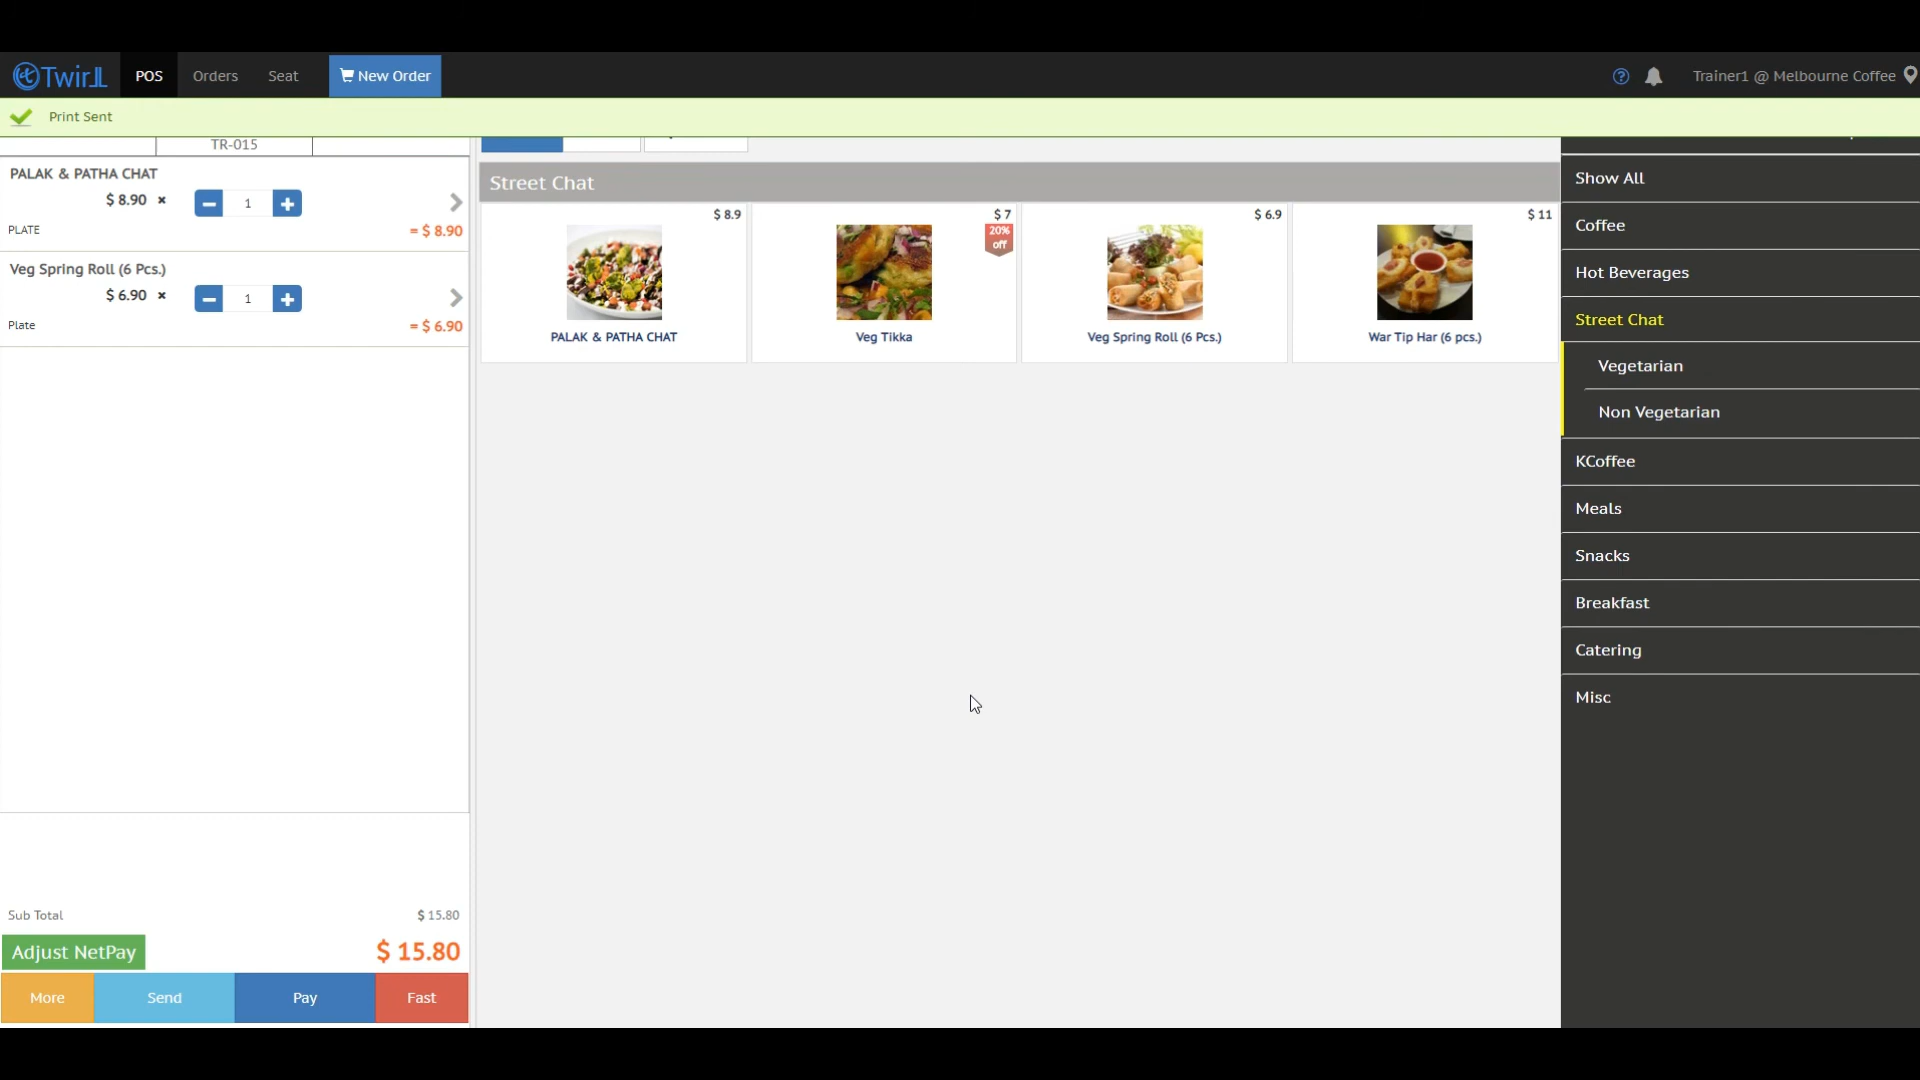 Twirll POS Orders Seat New Order ? Trainer1 @ Melbourne Coffee
Print Sent
TR-015
PALAK & PATHA CHAT
$ 8.90 × 1
PLATE = $ 8.90
Veg Spring Roll (6 Pcs.)
$ 6.90 × 1
Plate = $ 6.90
Sub Total $ 15.80
Adjust NetPay $ 15.80
More Send Pay Fast
Street Chat
$ 8.9
PALAK & PATHA CHAT
$ 7
20%
off
Veg Tikka
$ 6.9
Veg Spring Roll (6 Pcs.)
$ 11
War Tip Har (6 pcs.)
Show All
Coffee
Hot Beverages
Street Chat
Vegetarian
Non Vegetarian
KCoffee
Meals
Snacks
Breakfast
Catering
Misc